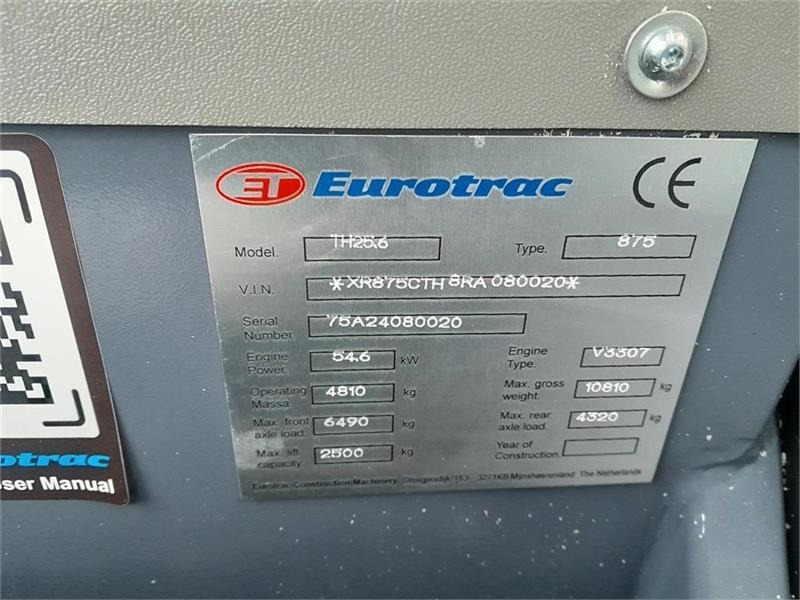 ET Eurotrac CE
Model. TH25.6 Type. 875
V.I.N. *XR875CTH8RA080020*
Serial Number 75A24080020
Engine Power. 54.6 kW Engine Type. V3307
Operating Massa. 4810 kg Max. gross weight. 10810 kg
Max. front axle load. 6490 kg Max. rear axle load. 4320 kg
Max. lift capacity 2500 kg Year of Construction.
Eurotrac Construction Machinery 153 3271KB Mijnsheerenland The Netherlands
otrac
ser Manual